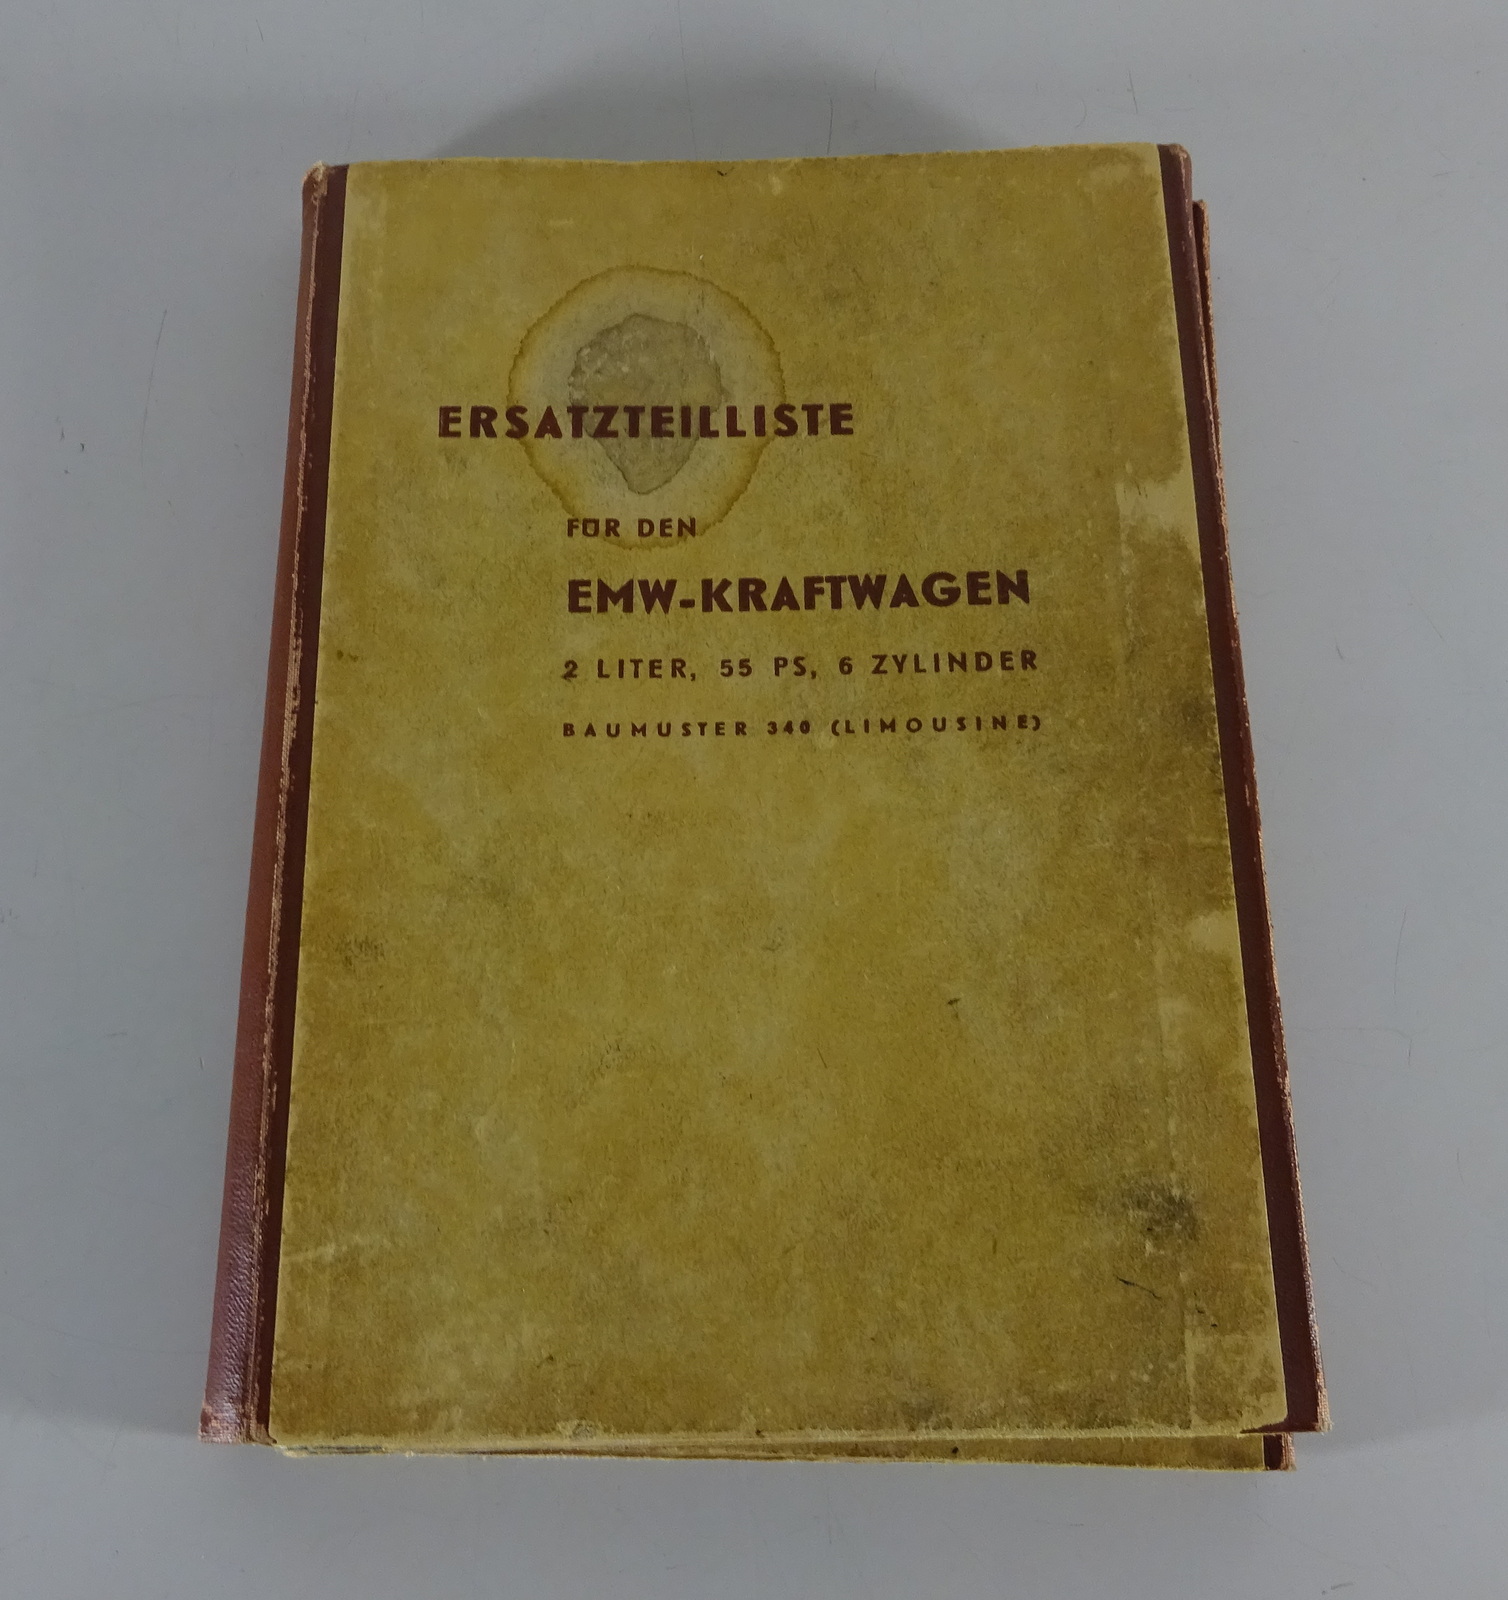 ERSATZTEILLISTE
FÜR DEN
EMW-KRAFTWAGEN
2 LITER, 55 PS, 6 ZYLINDER
BAUMUSTER 340 (LIMOUSINE)